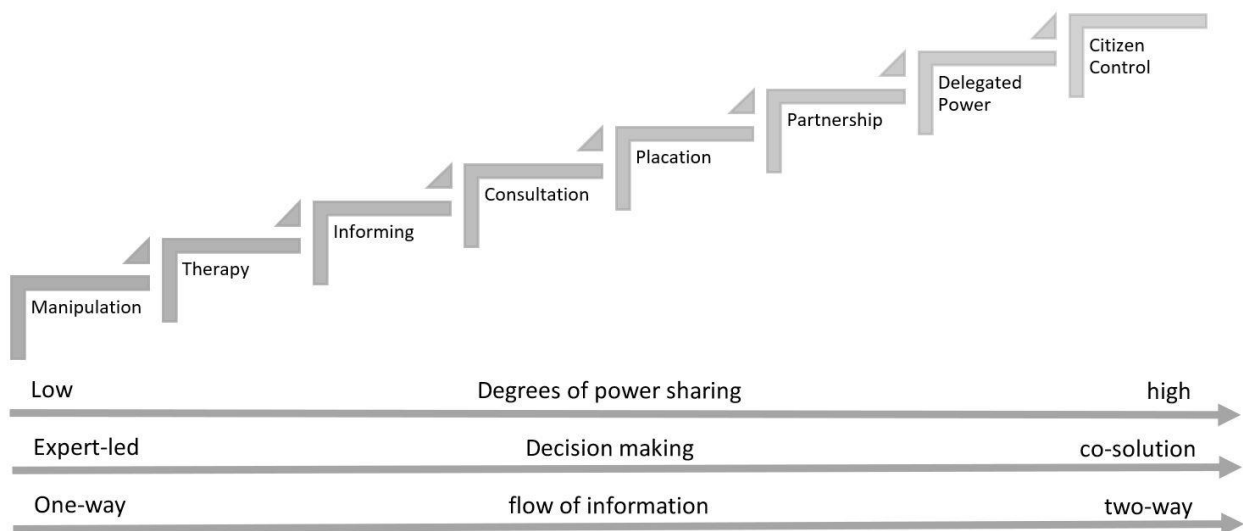 Citizen
Control
Delegated
Power
Partnership
Placation
Consultation
Informing
Therapy
Manipulation
Low Degrees of power sharing high
Expert-led Decision making co-solution
One-way flow of information two-way